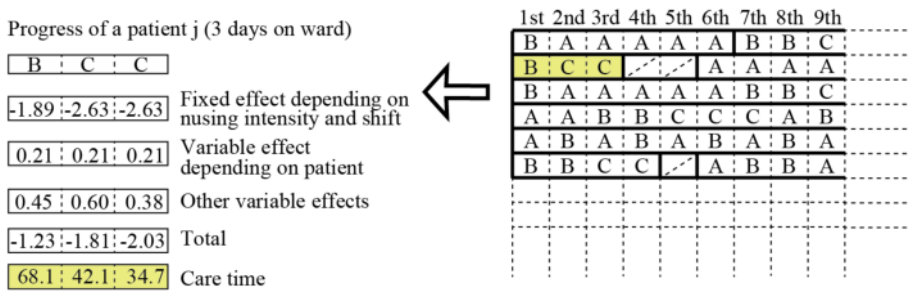 Progress of a patient j (3 days on ward)
B C C
-1.89 -2.63 -2.63 Fixed effect depending on
nusing intensity and shift
0.21 0.21 0.21 Variable effect
depending on patient
0.45 0.60 0.38 Other variable effects
-1.23 -1.81 -2.03 Total
68.1 42.1 34.7 Care time
1st 2nd 3rd 4th 5th 6th 7th 8th 9th
B A A A A A B B C
B C C A A A A
B A A A A A B B C
A A B B C C C A B
A B A B A B A B A
B B C C A B B A